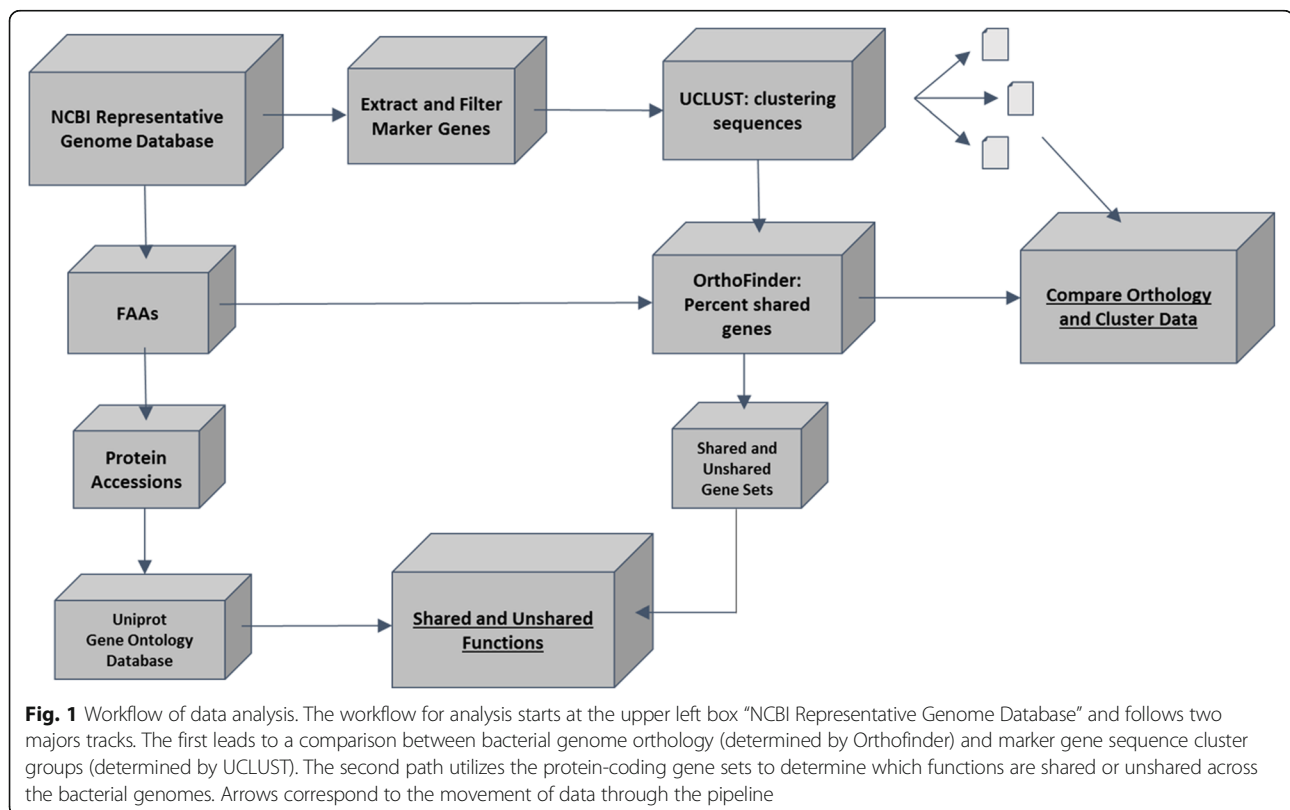 NCBI Representative
Genome Database
Extract and Filter
Marker Genes
UCLUST: clustering
sequences
FAAs
OrthoFinder:
Percent shared
genes
Compare Orthology
and Cluster Data
Protein
Accessions
Shared and
Unshared
Gene Sets
Uniprot
Gene Ontology
Database
Shared and Unshared
Functions
Fig. 1 Workflow of data analysis. The workflow for analysis starts at the upper left box “NCBI Representative Genome Database” and follows two
majors tracks. The first leads to a comparison between bacterial genome orthology (determined by Orthofinder) and marker gene sequence cluster
groups (determined by UCLUST). The second path utilizes the protein-coding gene sets to determine which functions are shared or unshared across
the bacterial genomes. Arrows correspond to the movement of data through the pipeline